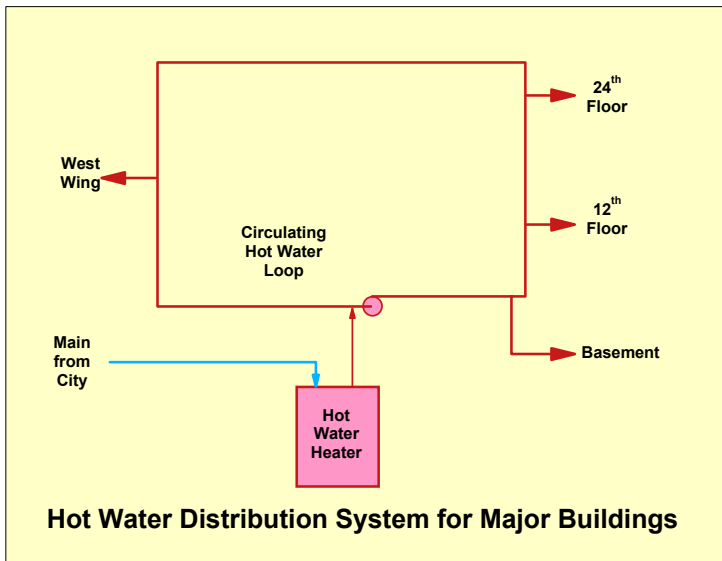 24th
Floor
West
Wing
12th
Floor
Circulating
Hot Water
Loop
Main
from
City
Basement
Hot
Water
Heater
Hot Water Distribution System for Major Buildings